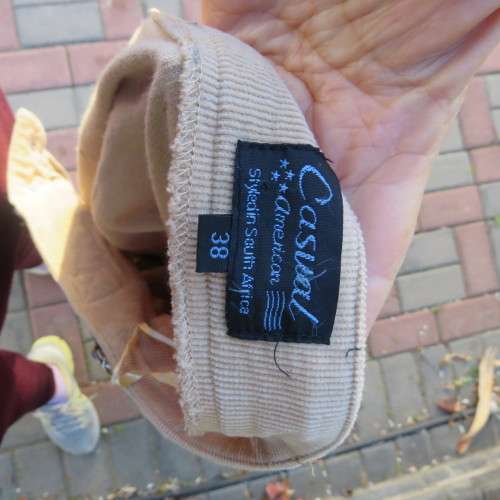 Casual
American
Styled in South Africa
38